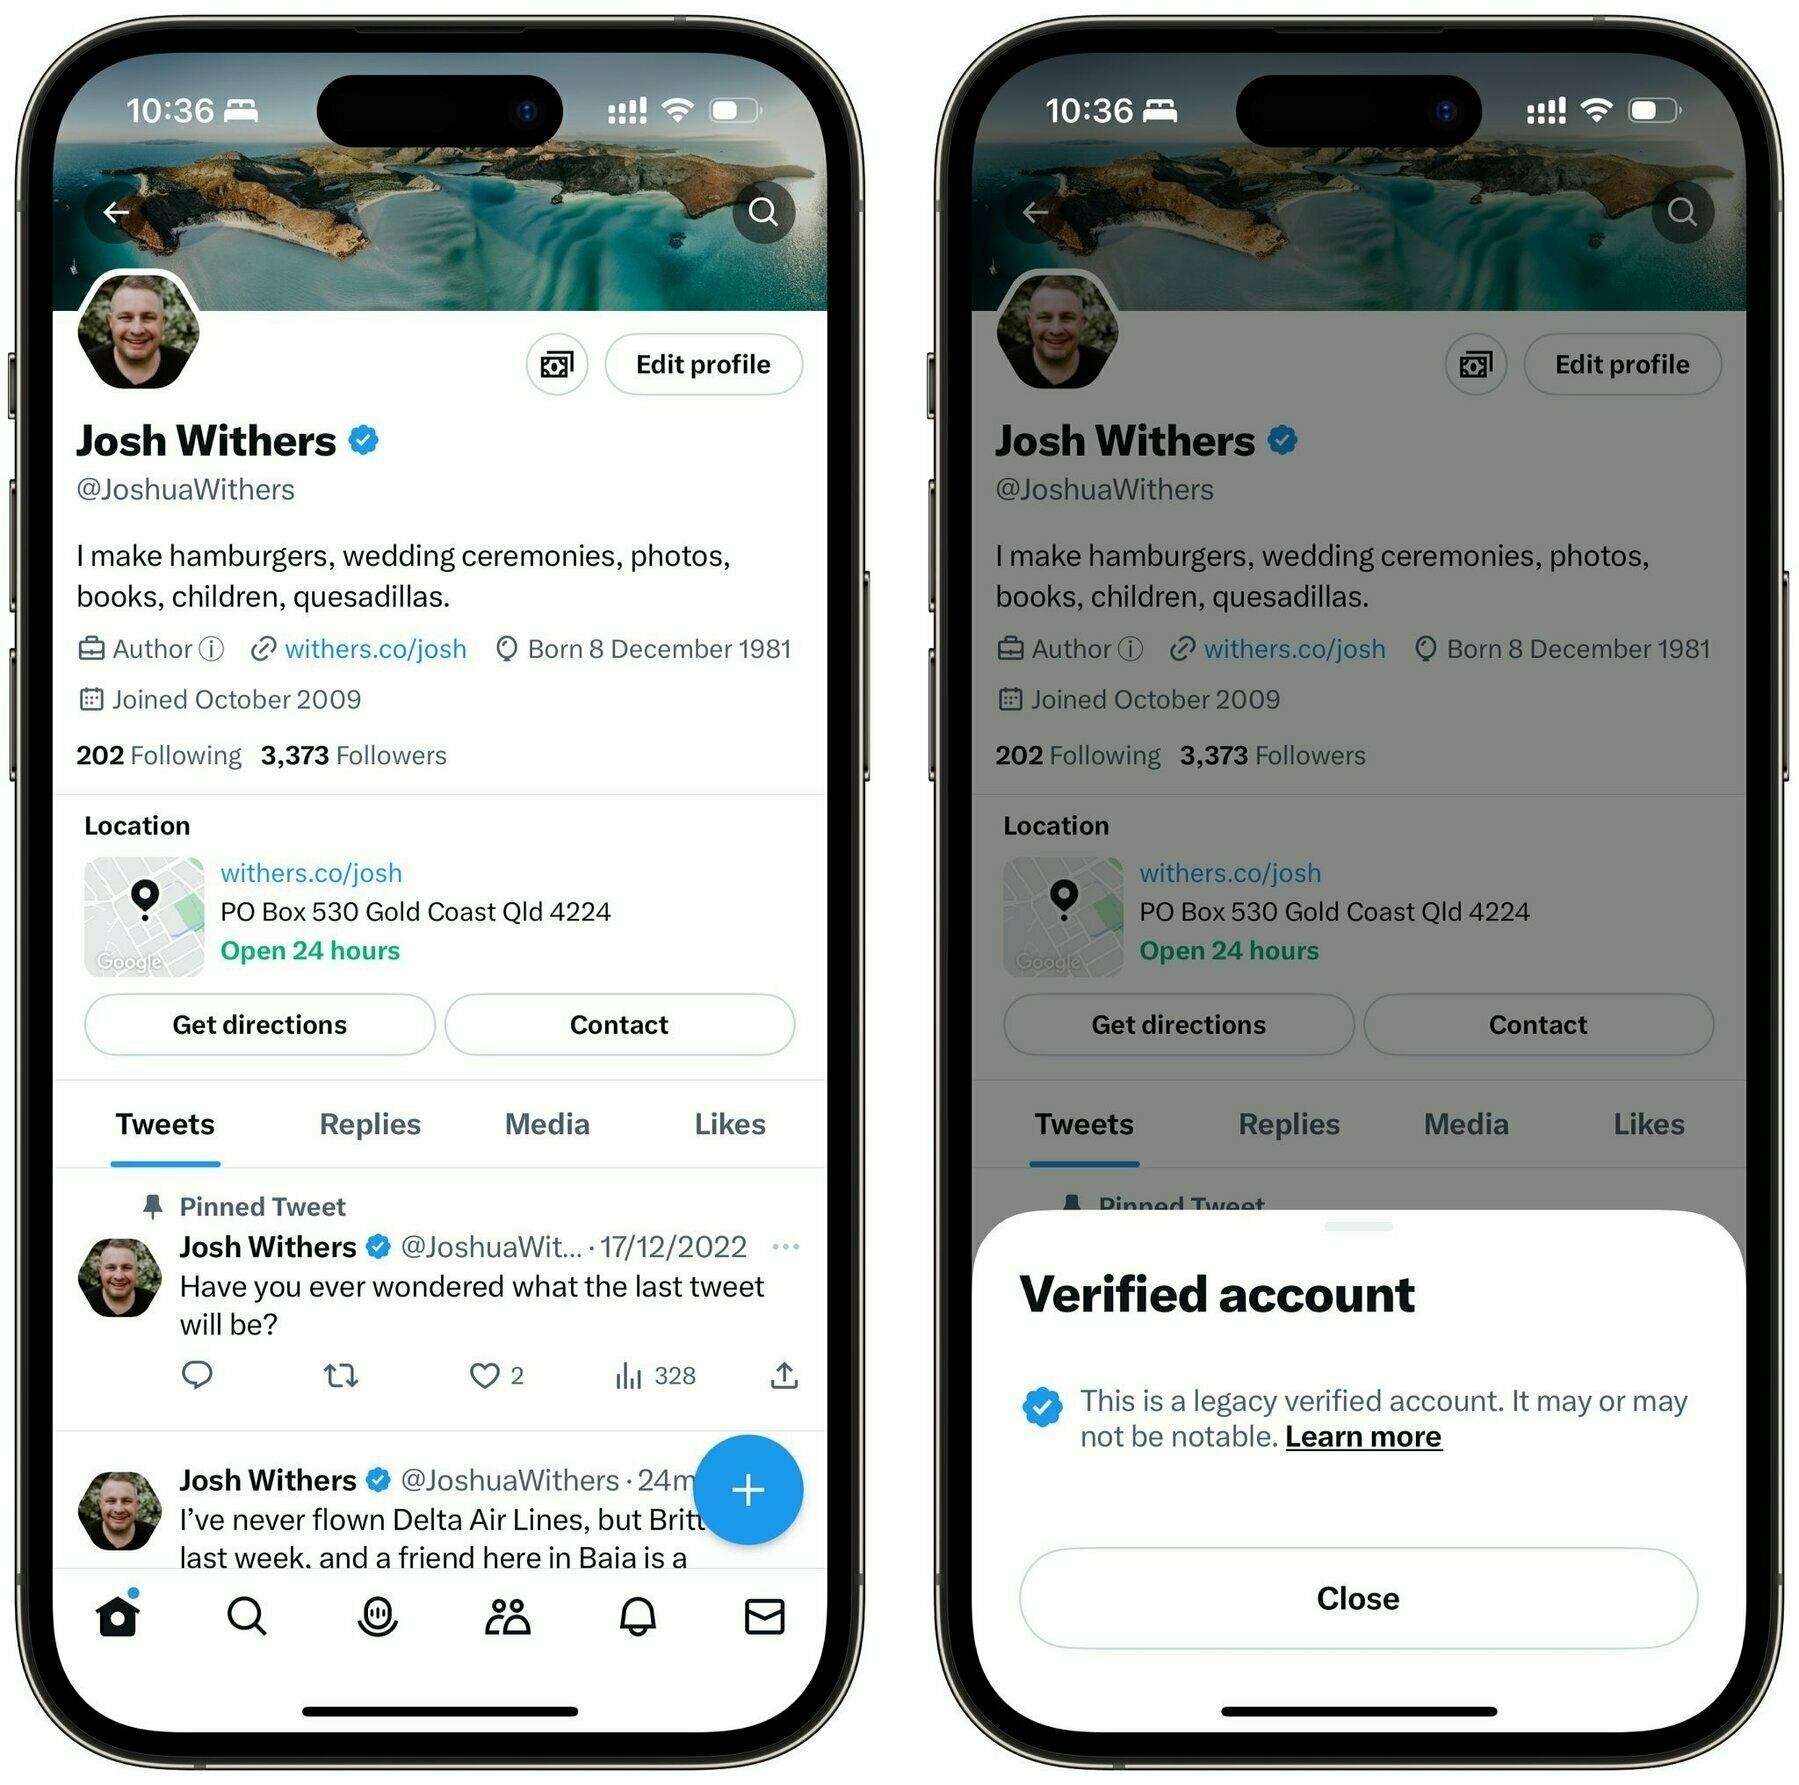 10:36
Edit profile
Josh Withers
@JoshuaWithers
I make hamburgers, wedding ceremonies, photos,
books, children, quesadillas.
Author withers.co/josh Born 8 December 1981
Joined October 2009
202 Following 3,373 Followers
Location
withers.co/josh
PO Box 530 Gold Coast Qld 4224
Open 24 hours
Google
Get directions Contact
Tweets Replies Media Likes
Pinned Tweet
Josh Withers @JoshuaWit... · 17/12/2022
Have you ever wondered what the last tweet
will be?
2 328
Josh Withers @JoshuaWithers · 24m
I’ve never flown Delta Air Lines, but Britt
last week, and a friend here in Baja is a
10:36
Edit profile
Josh Withers
@JoshuaWithers
I make hamburgers, wedding ceremonies, photos,
books, children, quesadillas.
Author withers.co/josh Born 8 December 1981
Joined October 2009
202 Following 3,373 Followers
Location
withers.co/josh
PO Box 530 Gold Coast Qld 4224
Open 24 hours
Google
Get directions Contact
Tweets Replies Media Likes
Pinned Tweet
Verified account
This is a legacy verified account. It may or may
not be notable. Learn more
Close